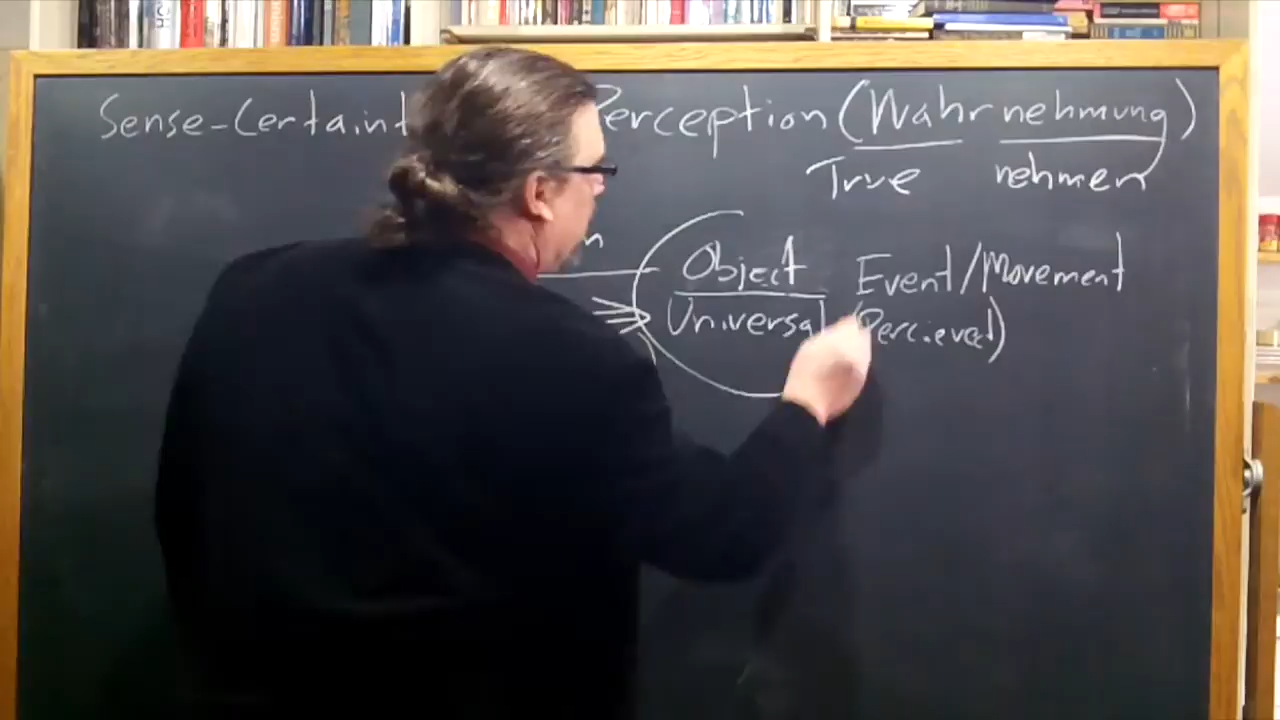 Sense-Certaint Perception (Wahrnehmung)
True nehmen
Object Event/Movement
Universal (Percieved)